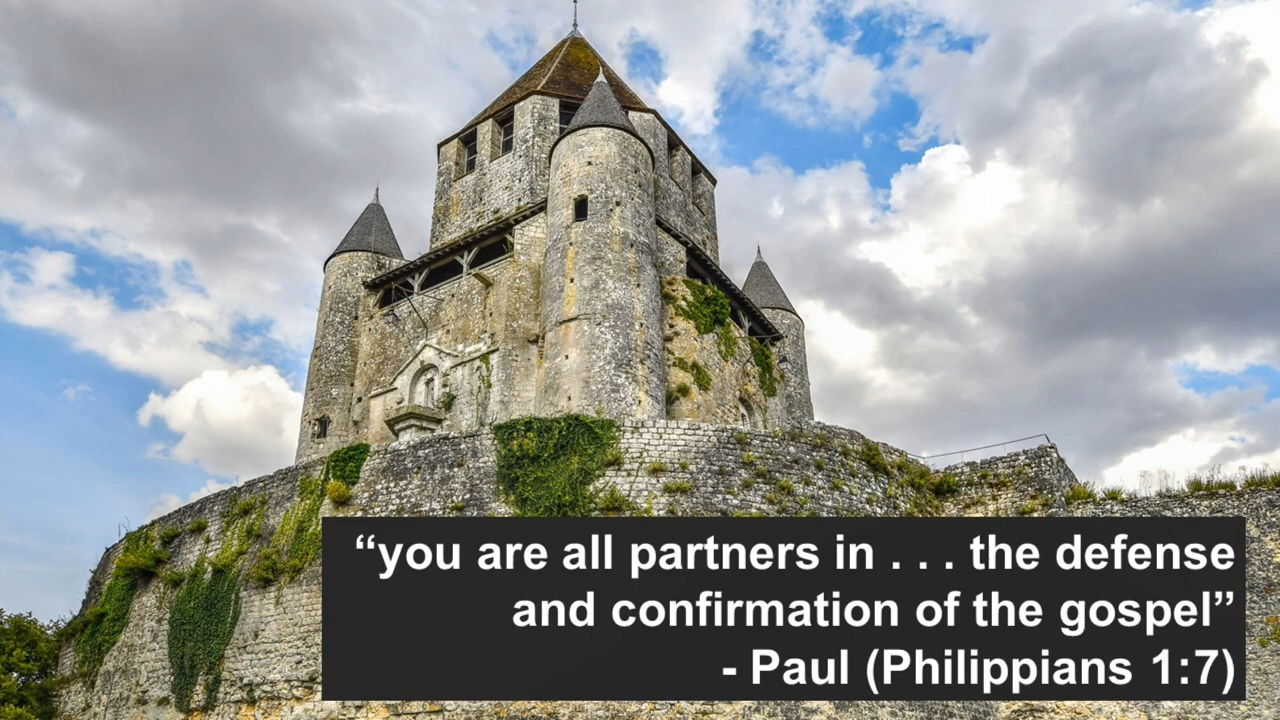 “you are all partners in . . . the defense
and confirmation of the gospel”
- Paul (Philippians 1:7)